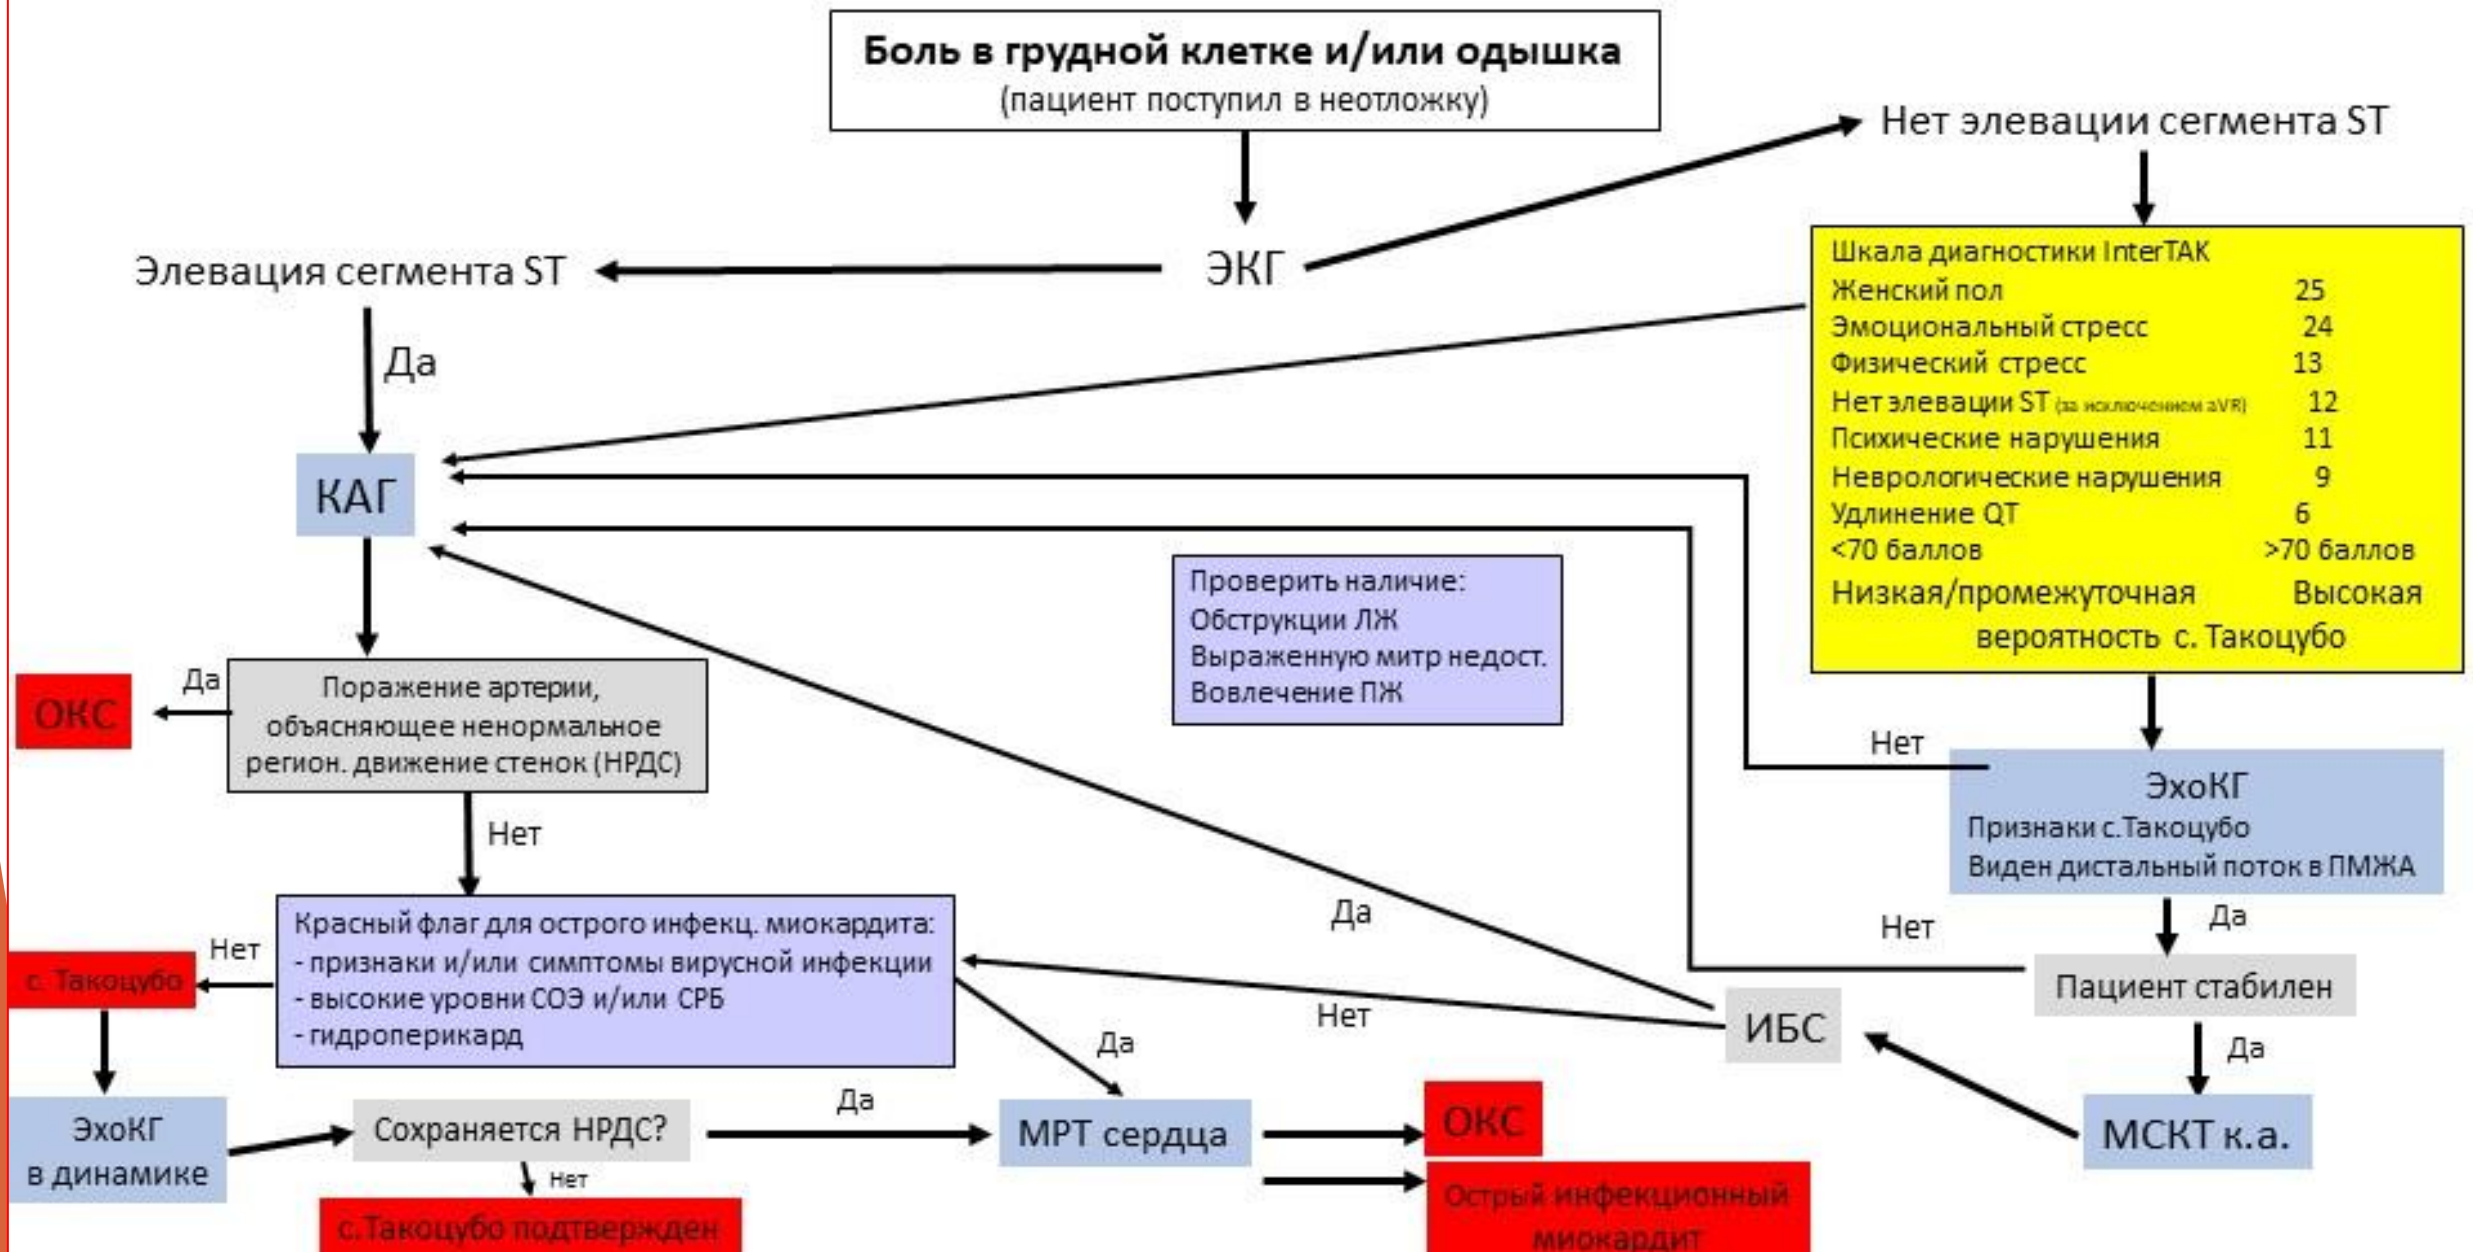 Боль в грудной клетке и/или одышка
(пациент поступил в неотложку)
Нет элевации сегмента ST
Элевация сегмента ST
ЭКГ
Шкала диагностики InterTAK
Женский пол 25
Эмоциональный стресс 24
Физический стресс 13
Нет элевации ST (за исключением aVR) 12
Психические нарушения 11
Неврологические нарушения 9
Удлинение QT 6
<70 баллов >70 баллов
Низкая/промежуточная Высокая
вероятность с. Такоцубо
Да
КАГ
Проверить наличие:
Обструкции ЛЖ
Выраженную митр недост.
Вовлечение ПЖ
Да
ОКС
Поражение артерии,
объясняющее ненормальное
регион. движение стенок (НРДС)
Нет
ЭхоКГ
Признаки с.Такоцубо
Виден дистальный поток в ПМЖА
Нет
Да
Нет
Да
Пациент стабилен
Красный флаг для острого инфекц. миокардита:
- признаки и/или симптомы вирусной инфекции
- высокие уровни СОЭ и/или СРБ
- гидроперикард
Нет
с. Такоцубо
Нет
ИБС
Да
Да
МСКТ к.а.
ЭхоКГ
в динамике
Сохраняется НРДС?
Да
МРТ сердца
ОКС
Нет
с.Такоцубо подтвержден
Острый инфекционный
миокардит